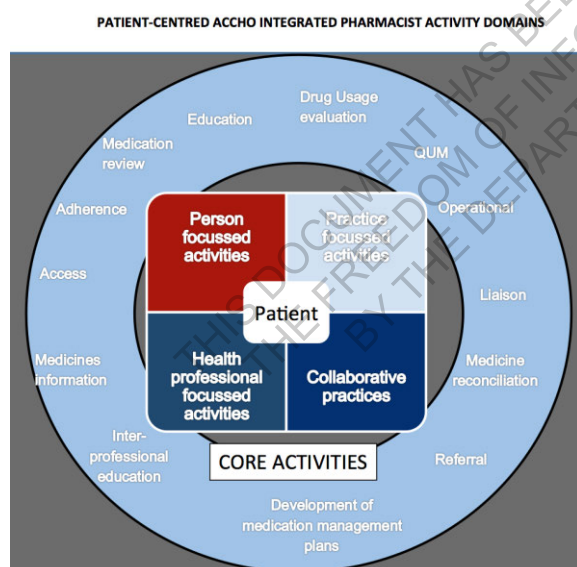 PATIENT-CENTRED ACCHO INTEGRATED PHARMACIST ACTIVITY DOMAINS
Drug Usage
evaluation
Education
Medication
review
QUM
Adherence
Operational
Person
focussed
activities
Practice
focussed
activities
Access
Liaison
Patient
Medicines
information
Health
professional
focussed
activities
Collaborative
practices
Medicine
reconciliation
Inter-
professional
education
CORE ACTIVITIES
Referral
Development of
medication management
plans
THIS DOCUMENT HAS BEE
THE FREEDOM OF INFO
BY THE DEPART